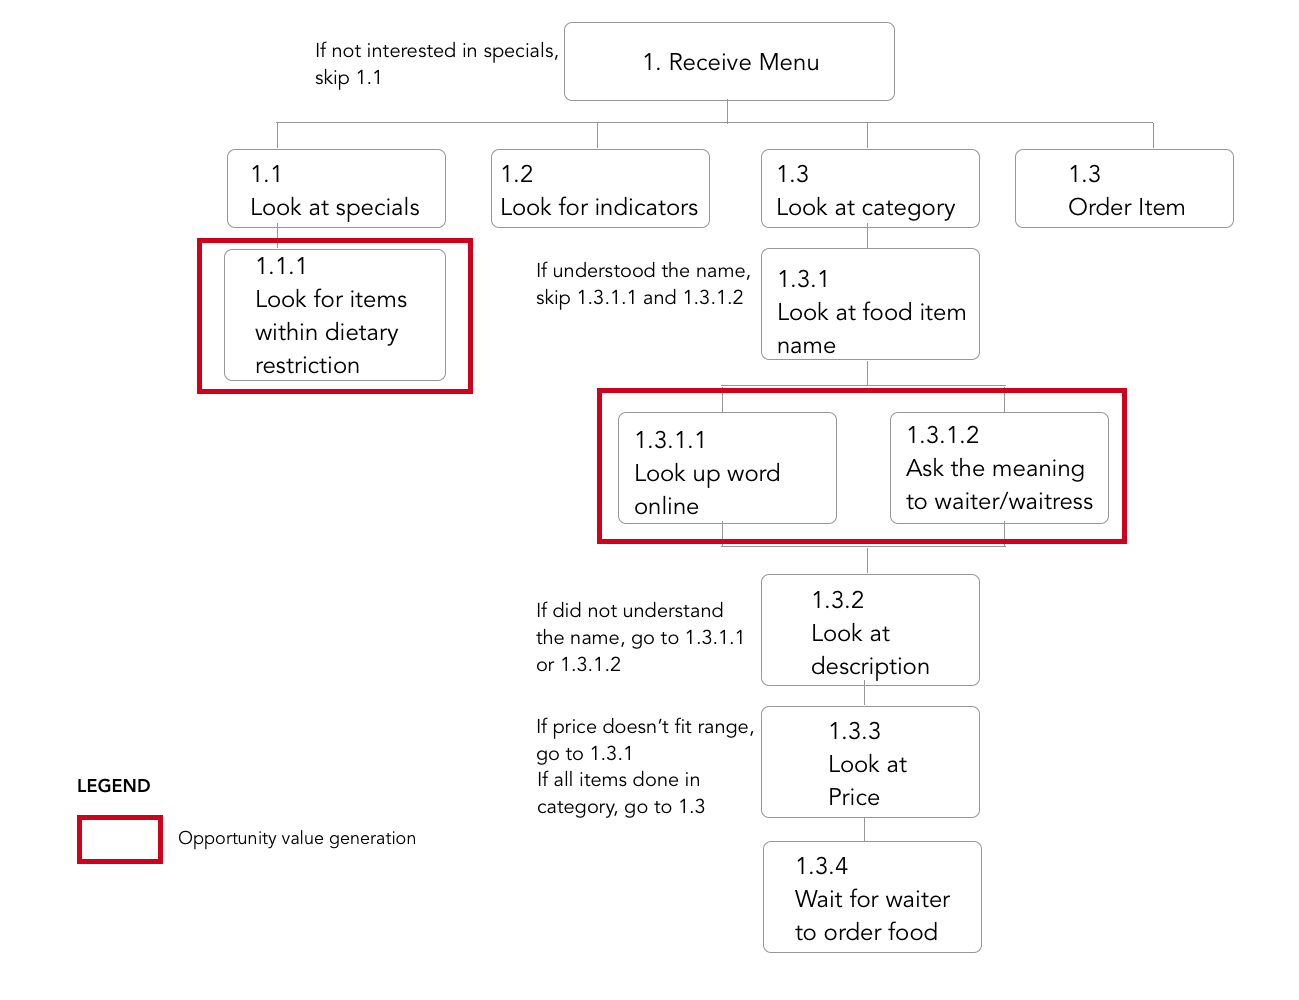 If not interested in specials,
skip 1.1
1. Receive Menu
1.1
Look at specials
1.2
Look for indicators
1.3
Look at category
1.3
Order Item
1.1.1
Look for items
within dietary
restriction
If understood the name,
skip 1.3.1.1 and 1.3.1.2
1.3.1
Look at food item
name
1.3.1.1
Look up word
online
1.3.1.2
Ask the meaning
to waiter/waitress
If did not understand
the name, go to 1.3.1.1
or 1.3.1.2
1.3.2
Look at
description
If price doesn’t fit range,
go to 1.3.1
If all items done in
category, go to 1.3
1.3.3
Look at
Price
1.3.4
Wait for waiter
to order food
LEGEND
Opportunity value generation